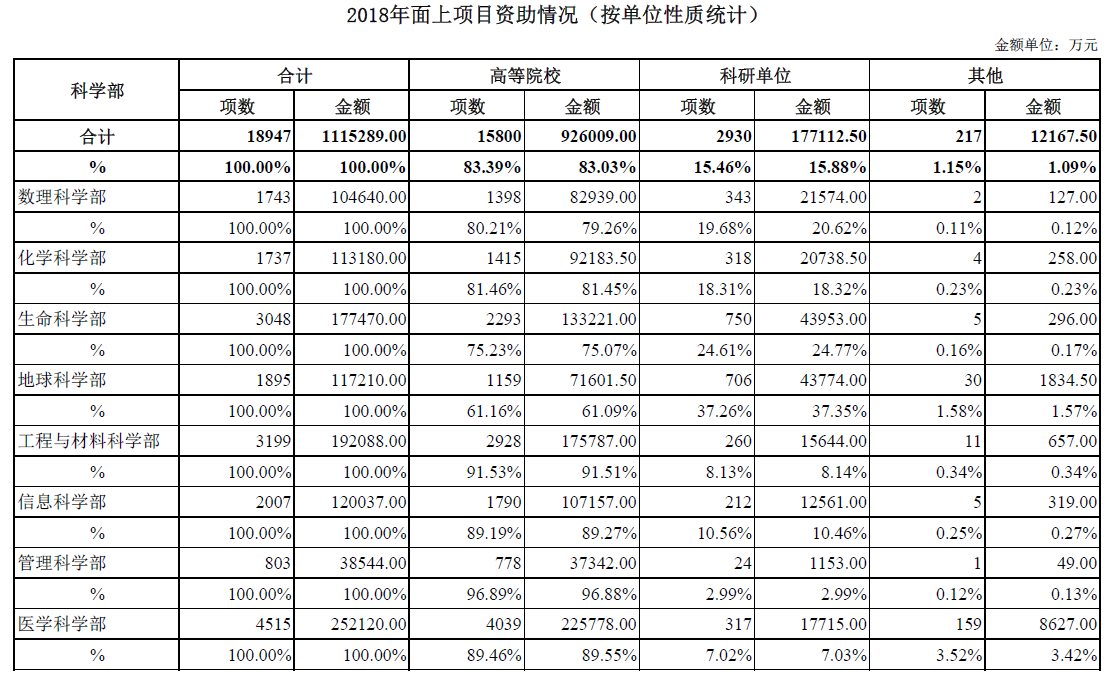 2018年面上项目资助情况（按单位性质统计）
金额单位：万元
科学部 合计 高等院校 科研单位 其他
项数 金额 项数 金额 项数 金额 项数 金额
合计 18947 1115289.00 15800 926009.00 2930 177112.50 217 12167.50
% 100.00% 100.00% 83.39% 83.03% 15.46% 15.88% 1.15% 1.09%
数理科学部 1743 104640.00 1398 82939.00 343 21574.00 2 127.00
% 100.00% 100.00% 80.21% 79.26% 19.68% 20.62% 0.11% 0.12%
化学科学部 1737 113180.00 1415 92183.50 318 20738.50 4 258.00
% 100.00% 100.00% 81.46% 81.45% 18.31% 18.32% 0.23% 0.23%
生命科学部 3048 177470.00 2293 133221.00 750 43953.00 5 296.00
% 100.00% 100.00% 75.23% 75.07% 24.61% 24.77% 0.16% 0.17%
地球科学部 1895 117210.00 1159 71601.50 706 43774.00 30 1834.50
% 100.00% 100.00% 61.16% 61.09% 37.26% 37.35% 1.58% 1.57%
工程与材料科学部 3199 192088.00 2928 175787.00 260 15644.00 11 657.00
% 100.00% 100.00% 91.53% 91.51% 8.13% 8.14% 0.34% 0.34%
信息科学部 2007 120037.00 1790 107157.00 212 12561.00 5 319.00
% 100.00% 100.00% 89.19% 89.27% 10.56% 10.46% 0.25% 0.27%
管理科学部 803 38544.00 778 37342.00 24 1153.00 1 49.00
% 100.00% 100.00% 96.89% 96.88% 2.99% 2.99% 0.12% 0.13%
医学科学部 4515 252120.00 4039 225778.00 317 17715.00 159 8627.00
% 100.00% 100.00% 89.46% 89.55% 7.02% 7.03% 3.52% 3.42%